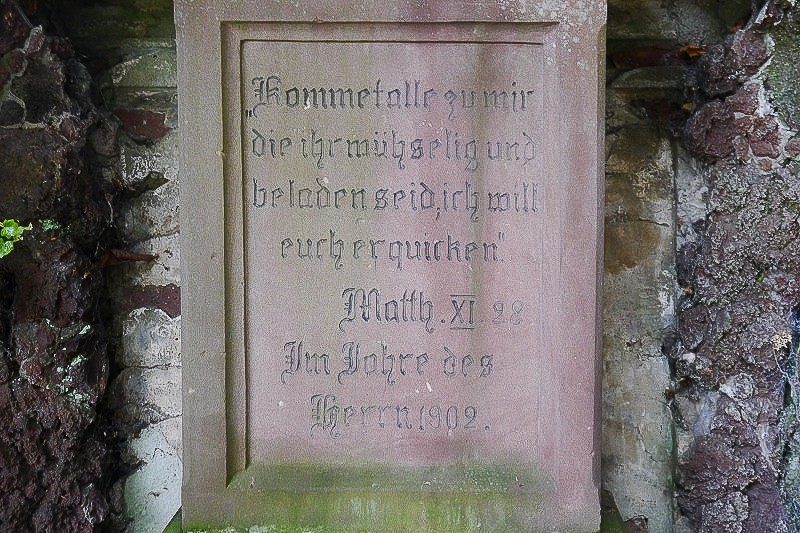 „Kommet alle zu mir
die ihr mühselig und
beladen seid, ich will
euch erquicken".
Matth. XI. 28
Im Jahre des
Herrn 1902.